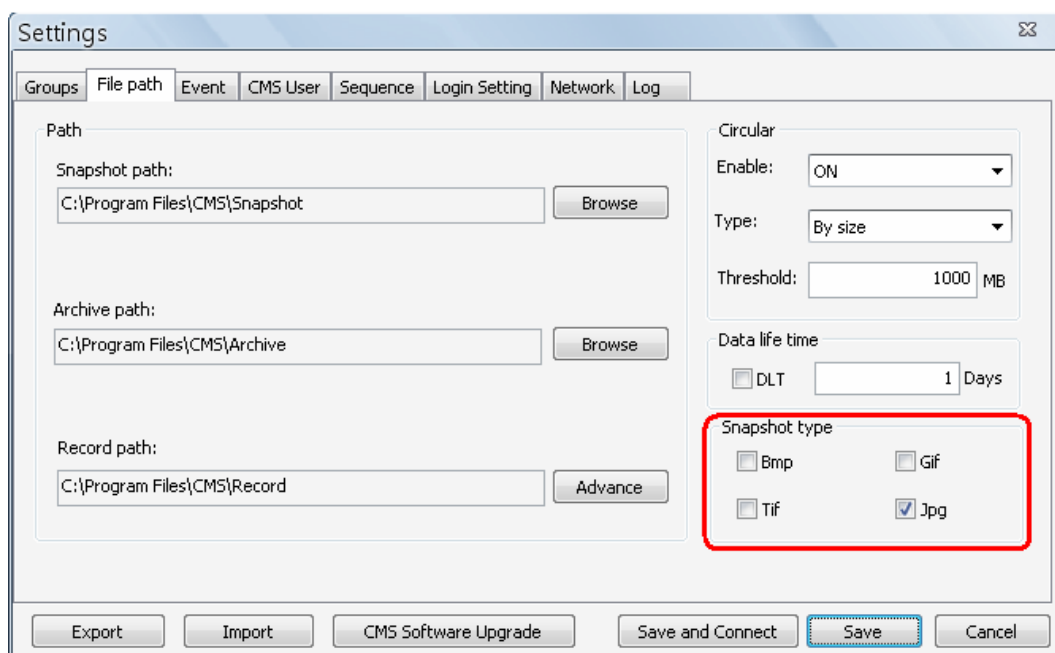 Settings
Groups File path Event CMS User Sequence Login Setting Network Log
Path
Snapshot path:
C:\Program Files\CMS\Snapshot Browse
Archive path:
C:\Program Files\CMS\Archive Browse
Record path:
C:\Program Files\CMS\Record Advance
Circular
Enable: ON
Type: By size
Threshold: 1000 MB
Data life time
DLT 1 Days
Snapshot type
Bmp Gif
Tif Jpg
Export Import CMS Software Upgrade Save and Connect Save Cancel